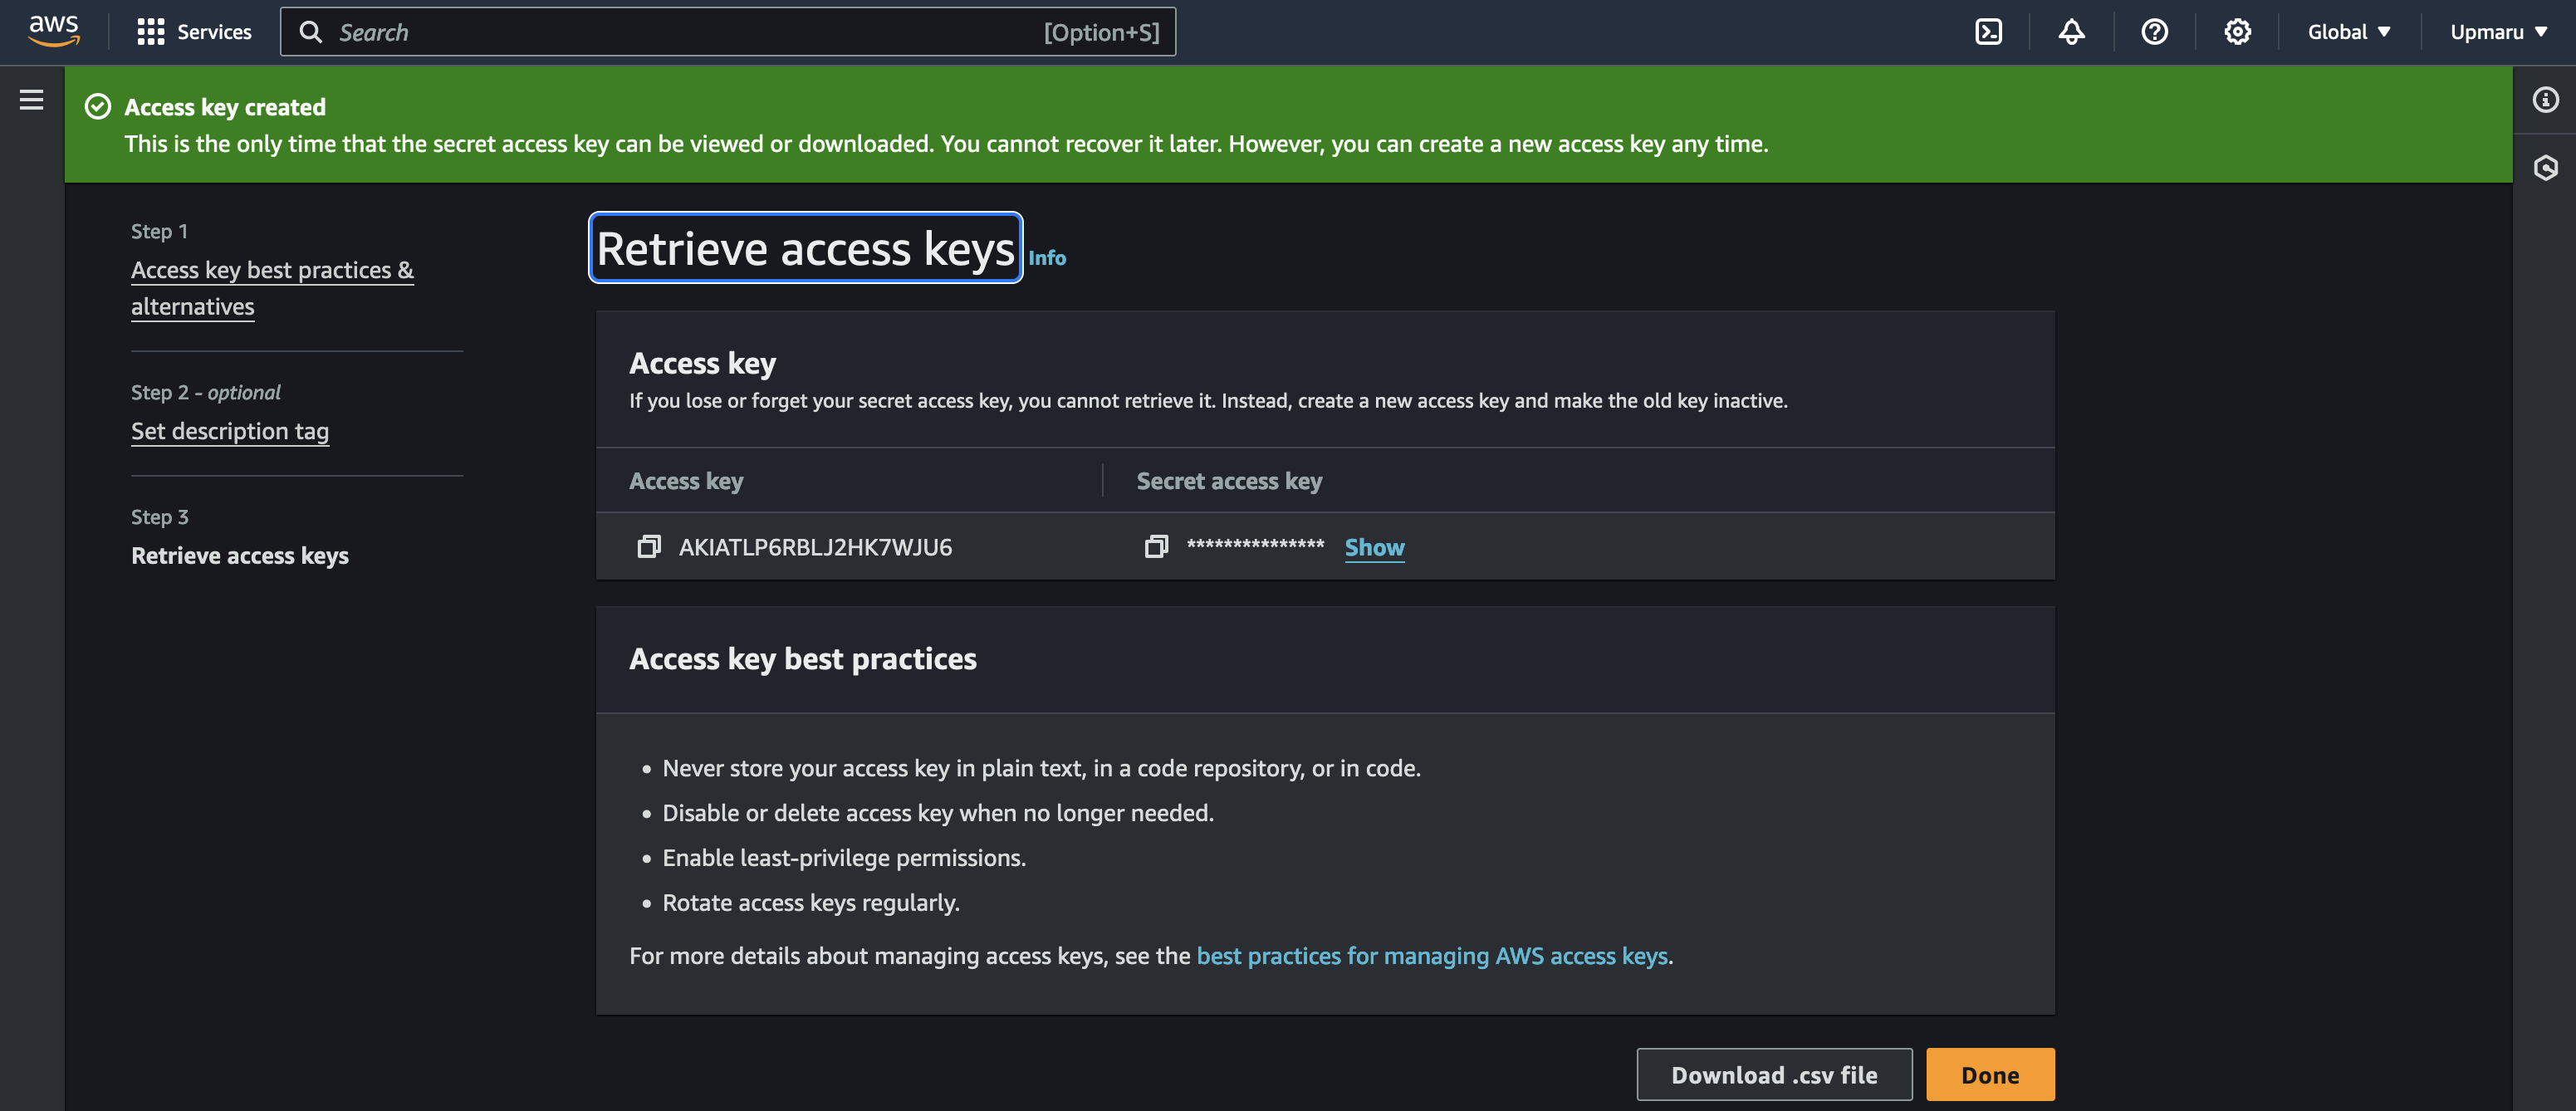 aws
Services
Search
[Option+S]
Global
Upmaru
Access key created
This is the only time that the secret access key can be viewed or downloaded. You cannot recover it later. However, you can create a new access key any time.
Step 1
Access key best practices &
alternatives
Step 2 - optional
Set description tag
Step 3
Retrieve access keys
Retrieve access keys Info
Access key
If you lose or forget your secret access key, you cannot retrieve it. Instead, create a new access key and make the old key inactive.
Access key
Secret access key
AKIATLP6RBLJ2HK7WJU6
*************** Show
Access key best practices
• Never store your access key in plain text, in a code repository, or in code.
• Disable or delete access key when no longer needed.
• Enable least-privilege permissions.
• Rotate access keys regularly.
For more details about managing access keys, see the best practices for managing AWS access keys.
Download .csv file
Done